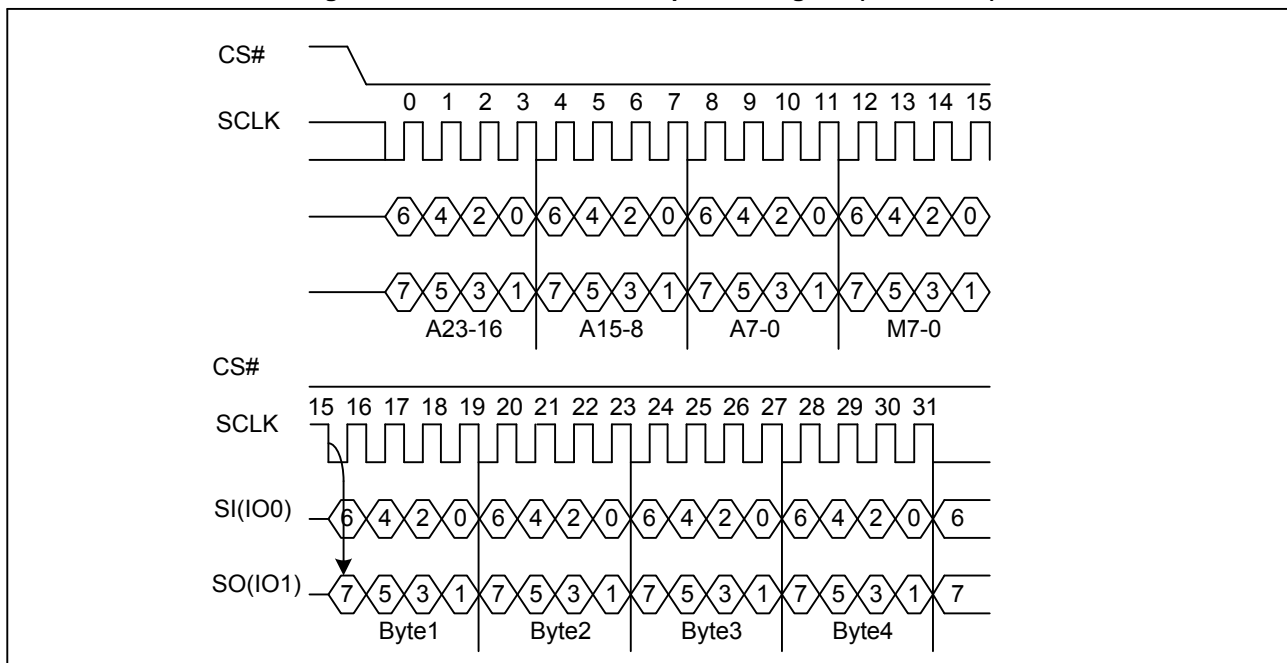 CS#
0 1 2 3 4 5 6 7 8 9 10 11 12 13 14 15
SCLK
6 4 2 0 6 4 2 0 6 4 2 0 6 4 2 0
7 5 3 1 7 5 3 1 7 5 3 1 7 5 3 1
A23-16 A15-8 A7-0 M7-0
CS#
15 16 17 18 19 20 21 22 23 24 25 26 27 28 29 30 31
SCLK
SI(IO0) 6 4 2 0 6 4 2 0 6 4 2 0 6 4 2 0 6
SO(IO1) 7 5 3 1 7 5 3 1 7 5 3 1 7 5 3 1 7
Byte1 Byte2 Byte3 Byte4